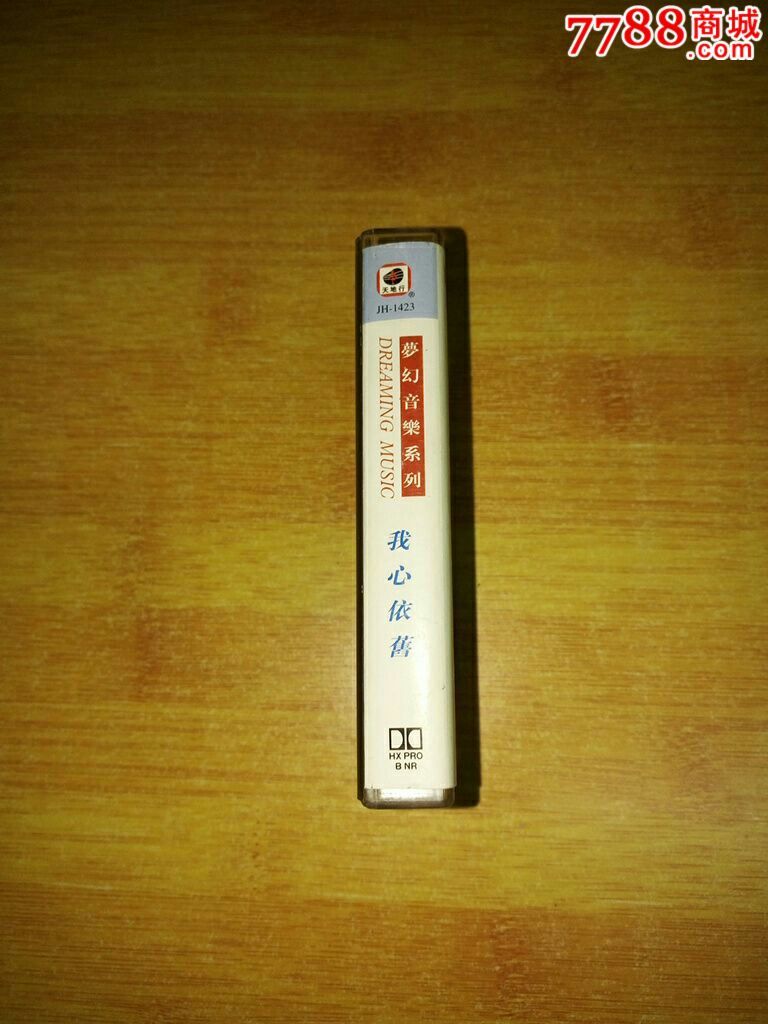 7788商城
.com
天地行
®
JH-1423
夢幻音樂系列
DREAMING MUSIC
我心依舊
HX PRO
B NR